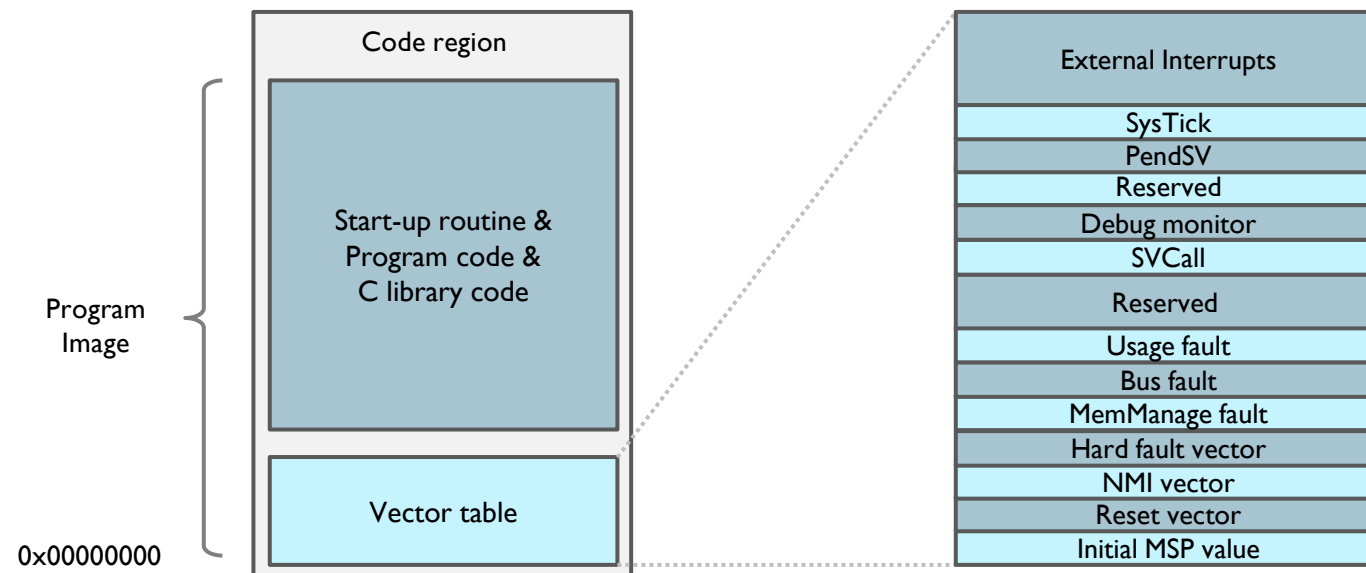 Code region
Start-up routine &
Program code &
C library code
Program
Image
Vector table
0x00000000
External Interrupts
SysTick
PendSV
Reserved
Debug monitor
SVCall
Reserved
Usage fault
Bus fault
MemManage fault
Hard fault vector
NMI vector
Reset vector
Initial MSP value